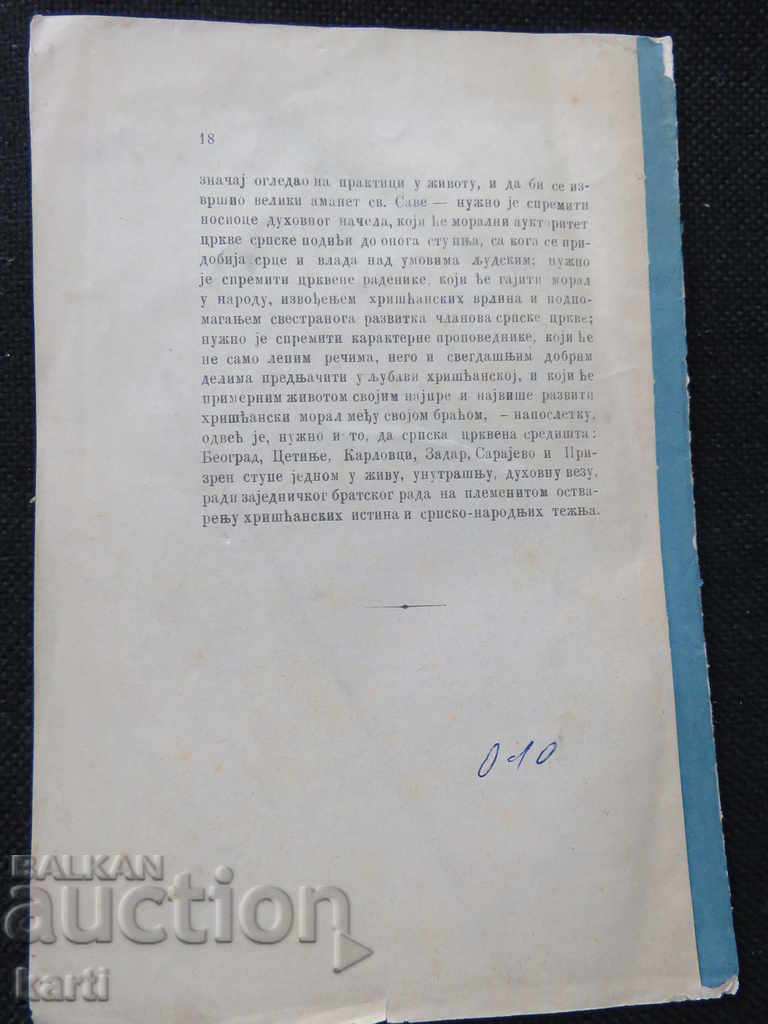 18
значај огледао на практици у животу, и да би се из-
вршио велики аманет св. Саве — нужно је спремити
носиоце духовног начела, који ће морални аукторитет
цркве српске подићи до онога ступња, са кога се при-
добија срце и влада над умовима људским; нужно
је спремити црквене раденике, који ће гајити морал
у народу, извођењем хришћанских врлина и подпо-
магањем свестранога развитка чланова српске цркве;
нужно је спремити карактерне проповеднике, који ће
не само лепим речима, него и свегдашњим добрим
делима предњачити у љубави хришћанској, и који ће
примерним животом својим најпре и највише развити
хришћански морал међу својом браћом, — напослетку,
одвећ је, нужно и то, да српска црквена средишта:
Београд, Цетиње, Карловци, Задар, Сарајево и При-
зрен ступе једном у живу, унутрашњу, духовну везу,
ради заједничког братског рада на племенитом оства-
рењу хришћанских истина и српско-народњих тежња.
010
BALKAN
auction
karti